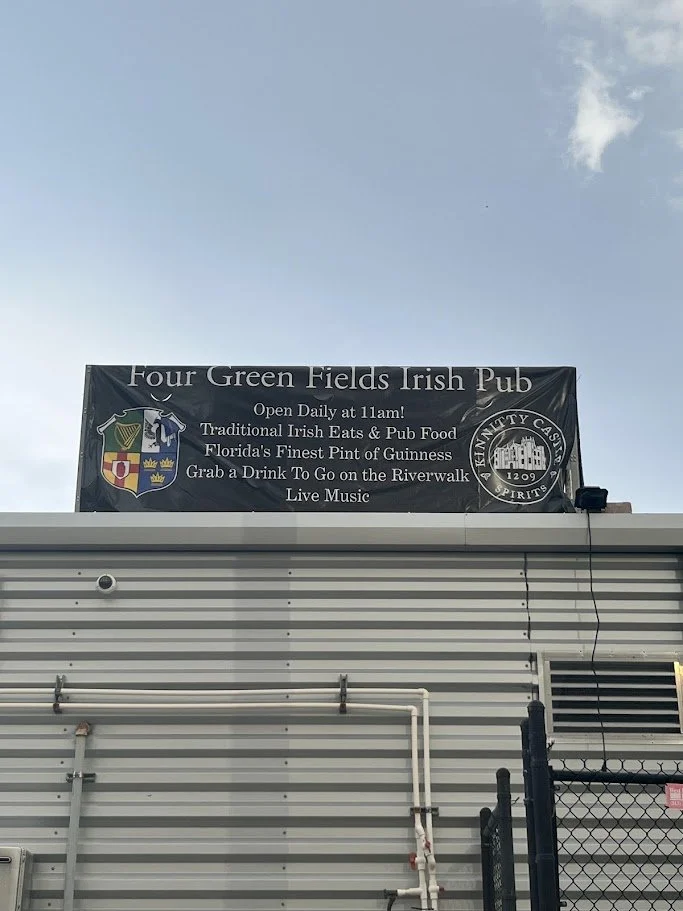 Four Green Fields Irish Pub
Open Daily at 11am!
Traditional Irish Eats & Pub Food
Florida's Finest Pint of Guinness
Grab a Drink To Go on the Riverwalk
Live Music
KINNITTY CASTLE
1209
SPIRITS